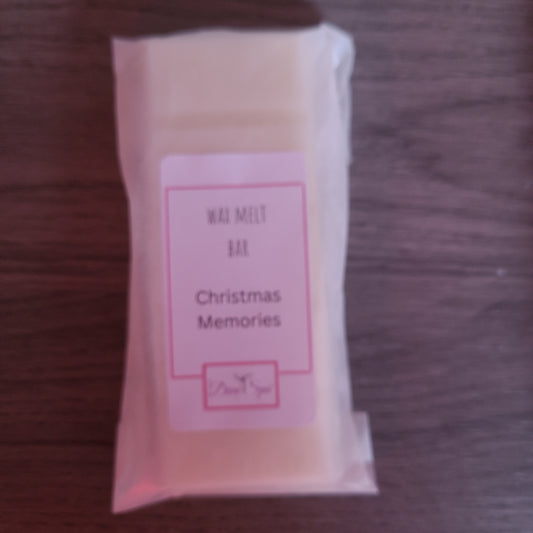 WAX MELT
BAR
Christmas
Memories